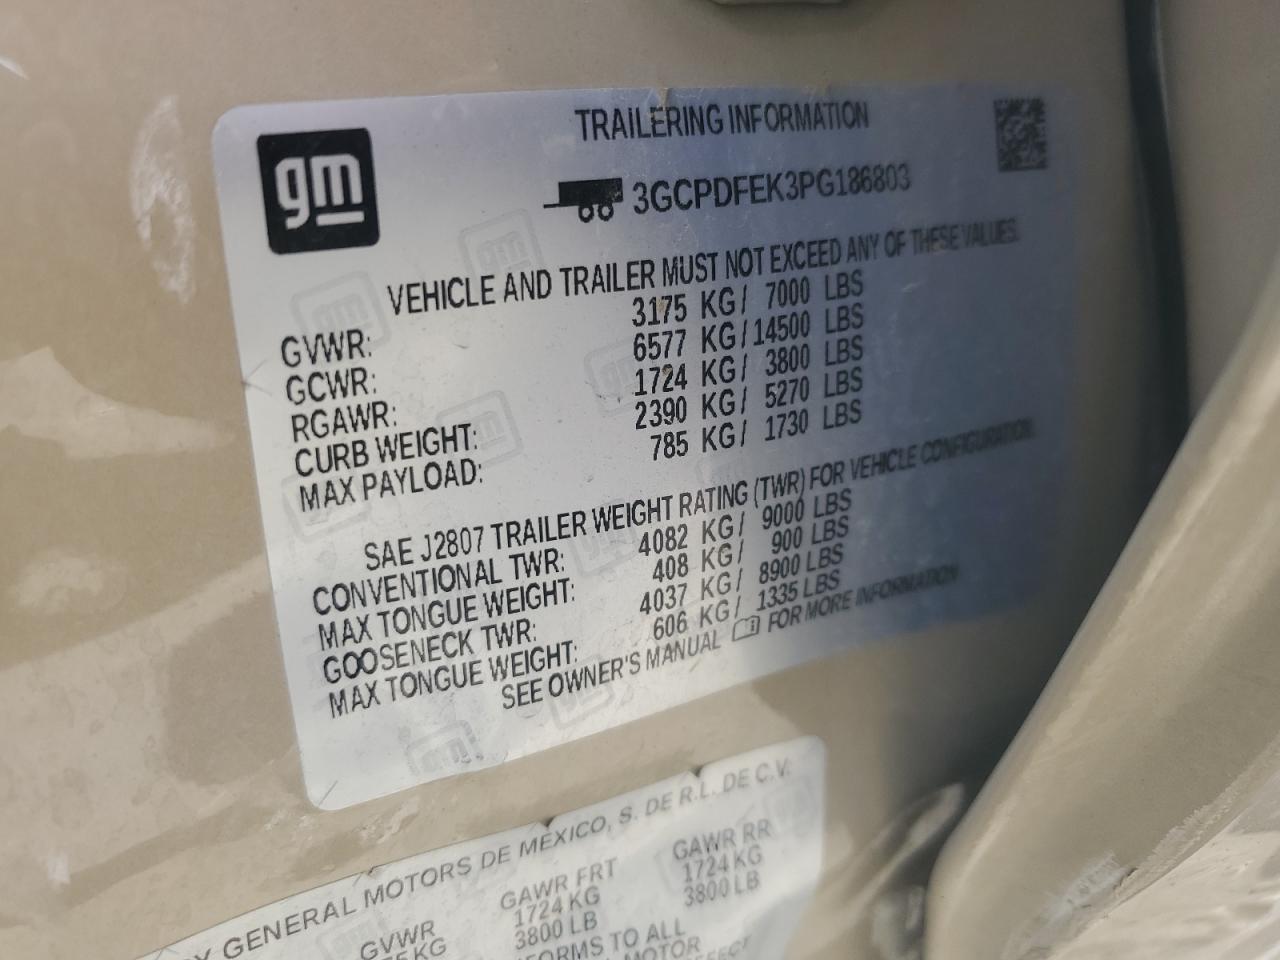 gm
TRAILERING INFORMATION
3GCPDFEK3PG186803
VEHICLE AND TRAILER MUST NOT EXCEED ANY OF THESE VALUES.
GVWR: 3175 KG/ 7000 LBS
GCWR: 6577 KG/14500 LBS
RGAWR: 1724 KG/ 3800 LBS
CURB WEIGHT: 2390 KG/ 5270 LBS
MAX PAYLOAD: 785 KG/ 1730 LBS
SAE J2807 TRAILER WEIGHT RATING (TWR) FOR VEHICLE CONFIGURATION.
CONVENTIONAL TWR: 4082 KG/ 9000 LBS
MAX TONGUE WEIGHT: 408 KG/ 900 LBS
GOOSENECK TWR: 4037 KG/ 8900 LBS
MAX TONGUE WEIGHT: 606 KG/ 1335 LBS
SEE OWNER'S MANUAL FOR MORE INFORMATION
GENERAL MOTORS DE MEXICO, S. DE R.L. DE C.V.
GVWR GAWR FRT GAWR RR
KG 1724 KG 1724 KG
3800 LB 3800 LB
TO ALL
MOTOR